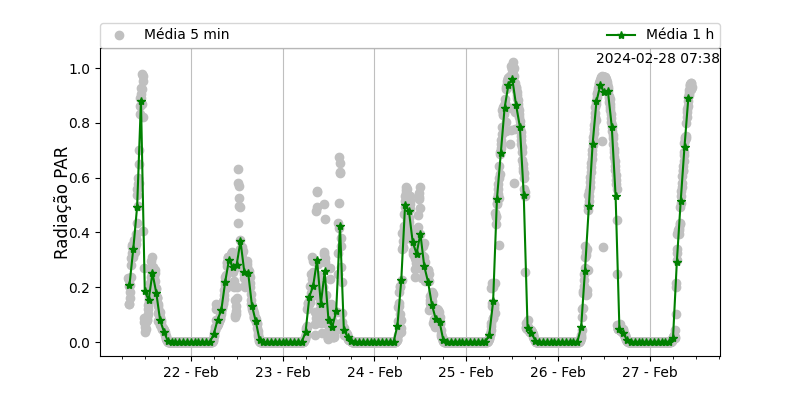 Média 5 min
Média 1 h
2024-02-28 07:38
Radiação PAR
1.0
0.8
0.6
0.4
0.2
0.0
22 - Feb
23 - Feb
24 - Feb
25 - Feb
26 - Feb
27 - Feb